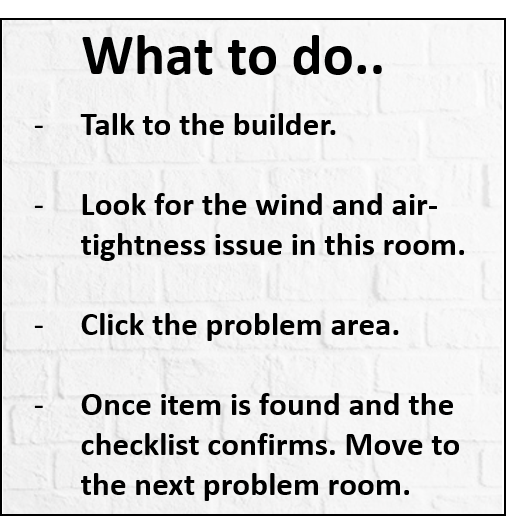 What to do..
- Talk to the builder.
- Look for the wind and air-
tightness issue in this room.
- Click the problem area.
- Once item is found and the
checklist confirms. Move to
the next problem room.